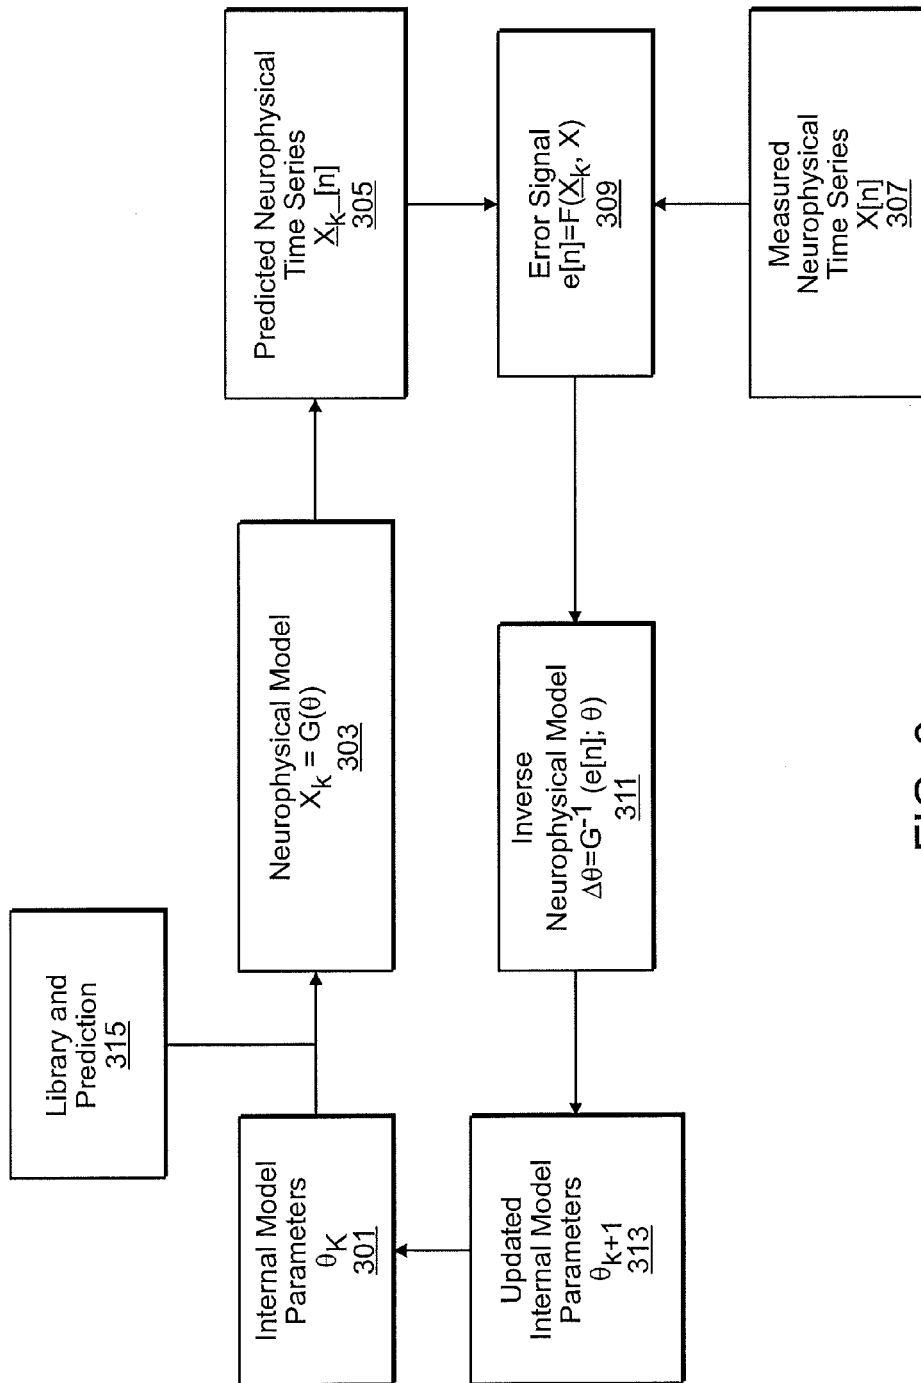 Library and
Prediction
315
Internal Model
Parameters
θK
301
Neurophysical Model
Xk = G(θ)
303
Predicted Neurophysical
Time Series
Xk_[n]
305
Updated
Internal Model
Parameters
θk+1
313
Inverse
Neurophysical Model
Δθ=G-1 (e[n]; θ)
311
Error Signal
e[n]=F(Xk, X)
309
Measured
Neurophysical
Time Series
X[n]
307
FIG.